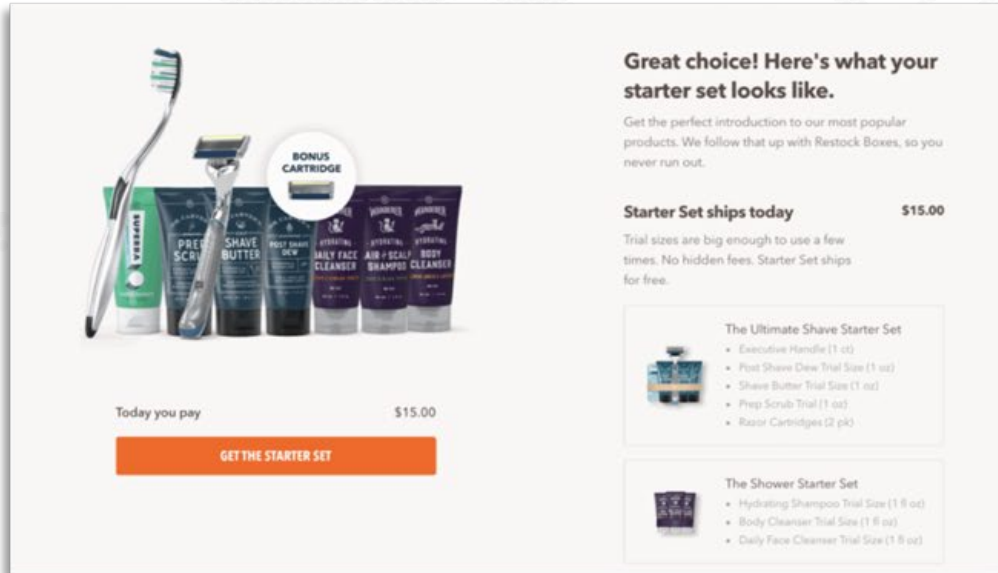 BONUS
CARTRIDGE
SUPERBA
PREP
SCRUB
SHAVE
BUTTER
POST SHAVE
DEW
WANDERER
HYDRATING
DAILY FACE
CLEANSER
HYDRATING
HAIR + SCALP
SHAMPOO
HYDRATING
BODY
CLEANSER
Today you pay $15.00
GET THE STARTER SET
Great choice! Here's what your
starter set looks like.
Get the perfect introduction to our most popular
products. We follow that up with Restock Boxes, so you
never run out.
Starter Set ships today $15.00
Trial sizes are big enough to use a few
times. No hidden fees. Starter Set ships
for free.
The Ultimate Shave Starter Set
• Executive Handle (1 ct)
• Post Shave Dew Trial Size (1 oz)
• Shave Butter Trial Size (1 oz)
• Prep Scrub Trial (1 oz)
• Razor Cartridges (2 pk)
The Shower Starter Set
• Hydrating Shampoo Trial Size (1 fl oz)
• Body Cleanser Trial Size (1 fl oz)
• Daily Face Cleanser Trial Size (1 fl oz)